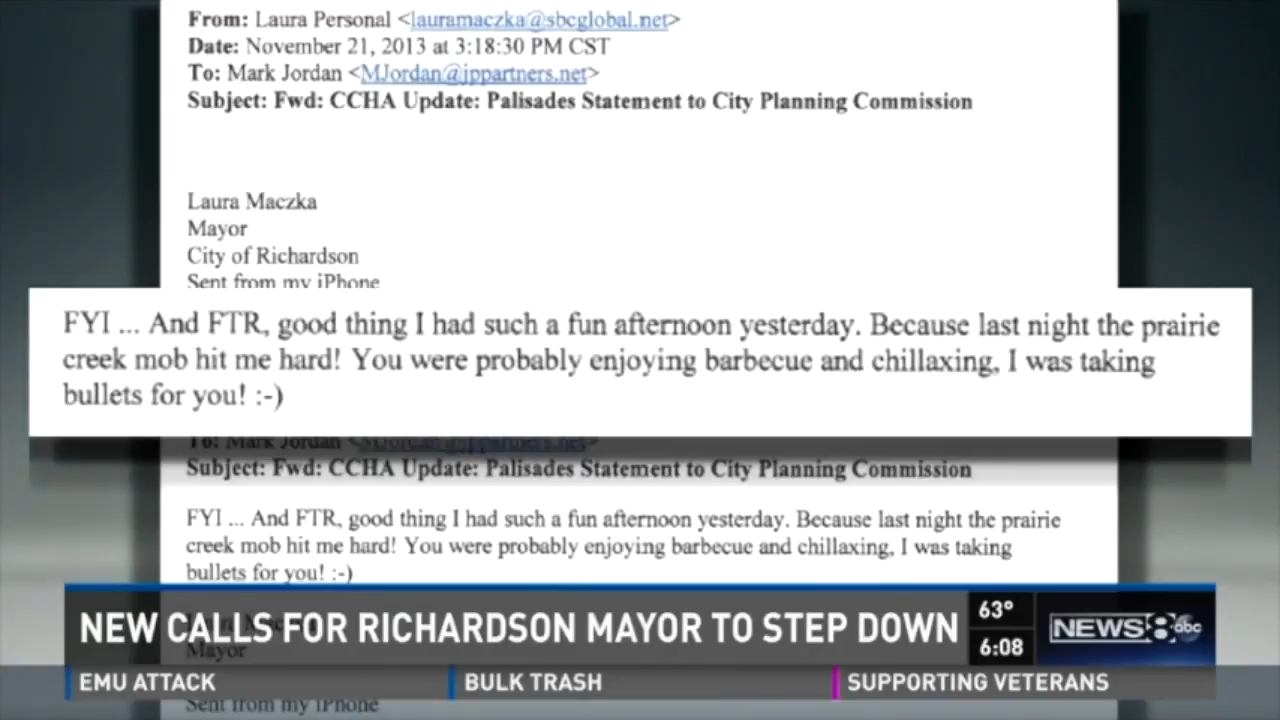 From: Laura Personal <lauramaczka@sbcglobal.net>
Date: November 21, 2013 at 3:18:30 PM CST
To: Mark Jordan <MJordan@jppartners.net>
Subject: Fwd: CCHA Update: Palisades Statement to City Planning Commission
Laura Maczka
Mayor
City of Richardson
Sent from my iPhone
FYI ... And FTR, good thing I had such a fun afternoon yesterday. Because last night the prairie
creek mob hit me hard! You were probably enjoying barbecue and chillaxing, I was taking
bullets for you! :-)
To: Mark Jordan <MJordan@jppartners.net>
Subject: Fwd: CCHA Update: Palisades Statement to City Planning Commission
FYI ... And FTR, good thing I had such a fun afternoon yesterday. Because last night the prairie
creek mob hit me hard! You were probably enjoying barbecue and chillaxing, I was taking
bullets for you! :-)
NEW CALLS FOR RICHARDSON MAYOR TO STEP DOWN
63°
6:08
NEWS 8 abc
Mayor
EMU ATTACK
BULK TRASH
SUPPORTING VETERANS
Sent from my iPhone